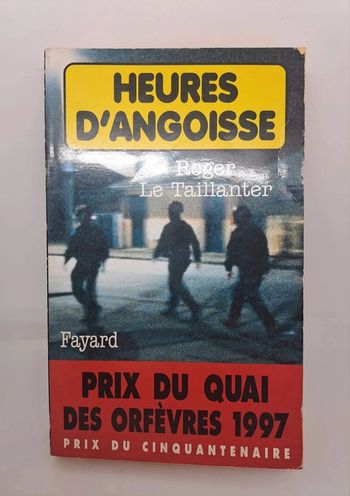 HEURES
D'ANGOISSE
Roger
Le Taillanter
Fayard
PRIX DU QUAI
DES ORFÈVRES 1997
PRIX DU CINQUANTENAIRE